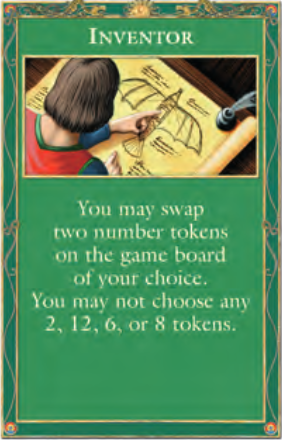 INVENTOR
You may swap
two number tokens
on the game board
of your choice.
You may not choose any
2, 12, 6, or 8 tokens.